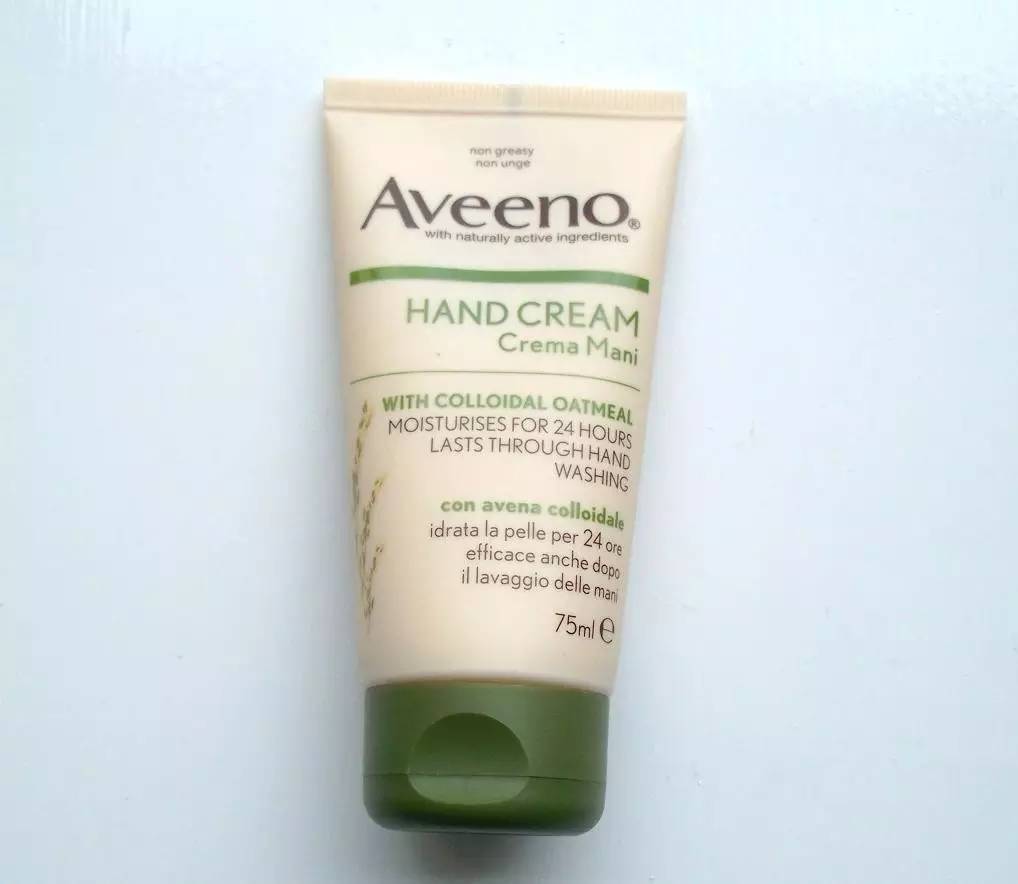 non greasy
non unge
Aveeno®
with naturally active ingredients
HAND CREAM
Crema Mani
WITH COLLOIDAL OATMEAL
MOISTURISES FOR 24 HOURS
LASTS THROUGH HAND
WASHING
con avena colloidale
idrata la pelle per 24 ore
efficace anche dopo
il lavaggio delle mani
75ml ℮